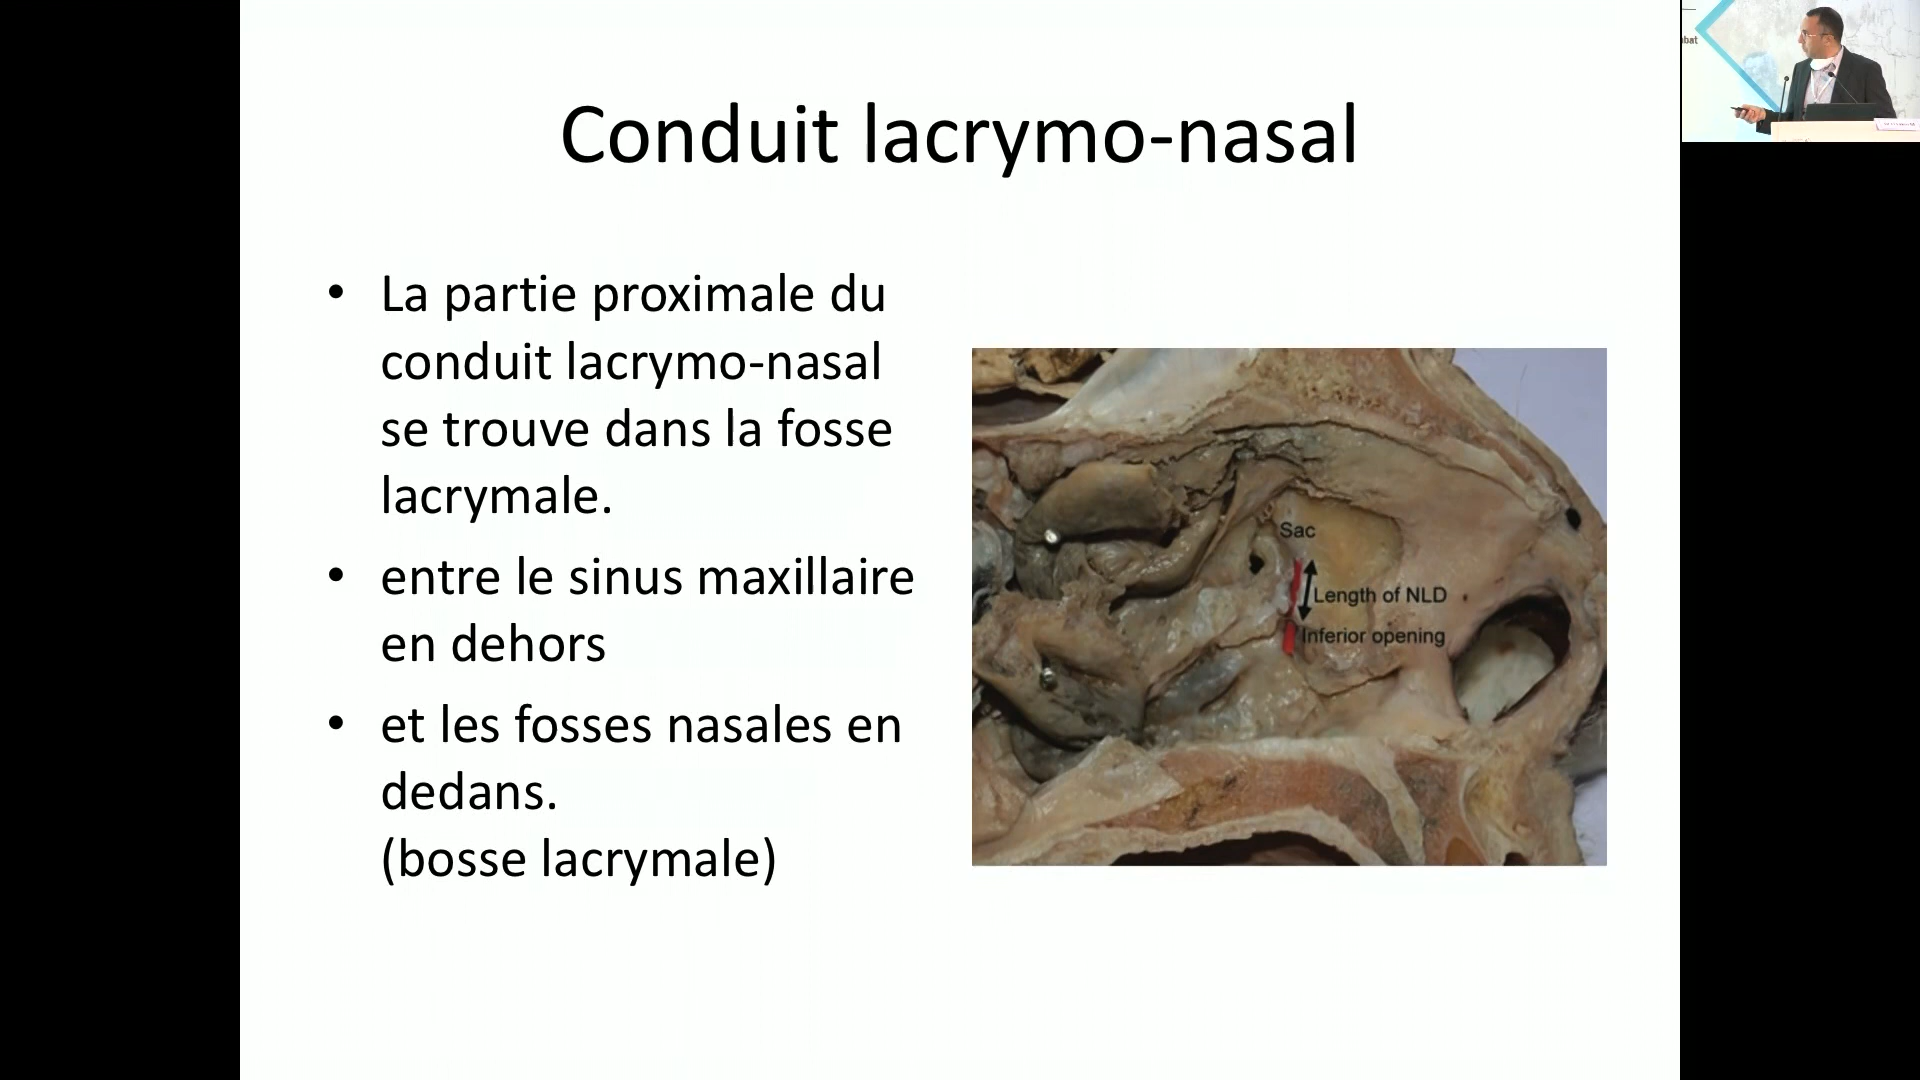 Conduit lacrymo-nasal
• La partie proximale du
conduit lacrymo-nasal
se trouve dans la fosse
lacrymale.
• entre le sinus maxillaire
en dehors
• et les fosses nasales en
dedans.
(bosse lacrymale)
Sac
Length of NLD
Inferior opening